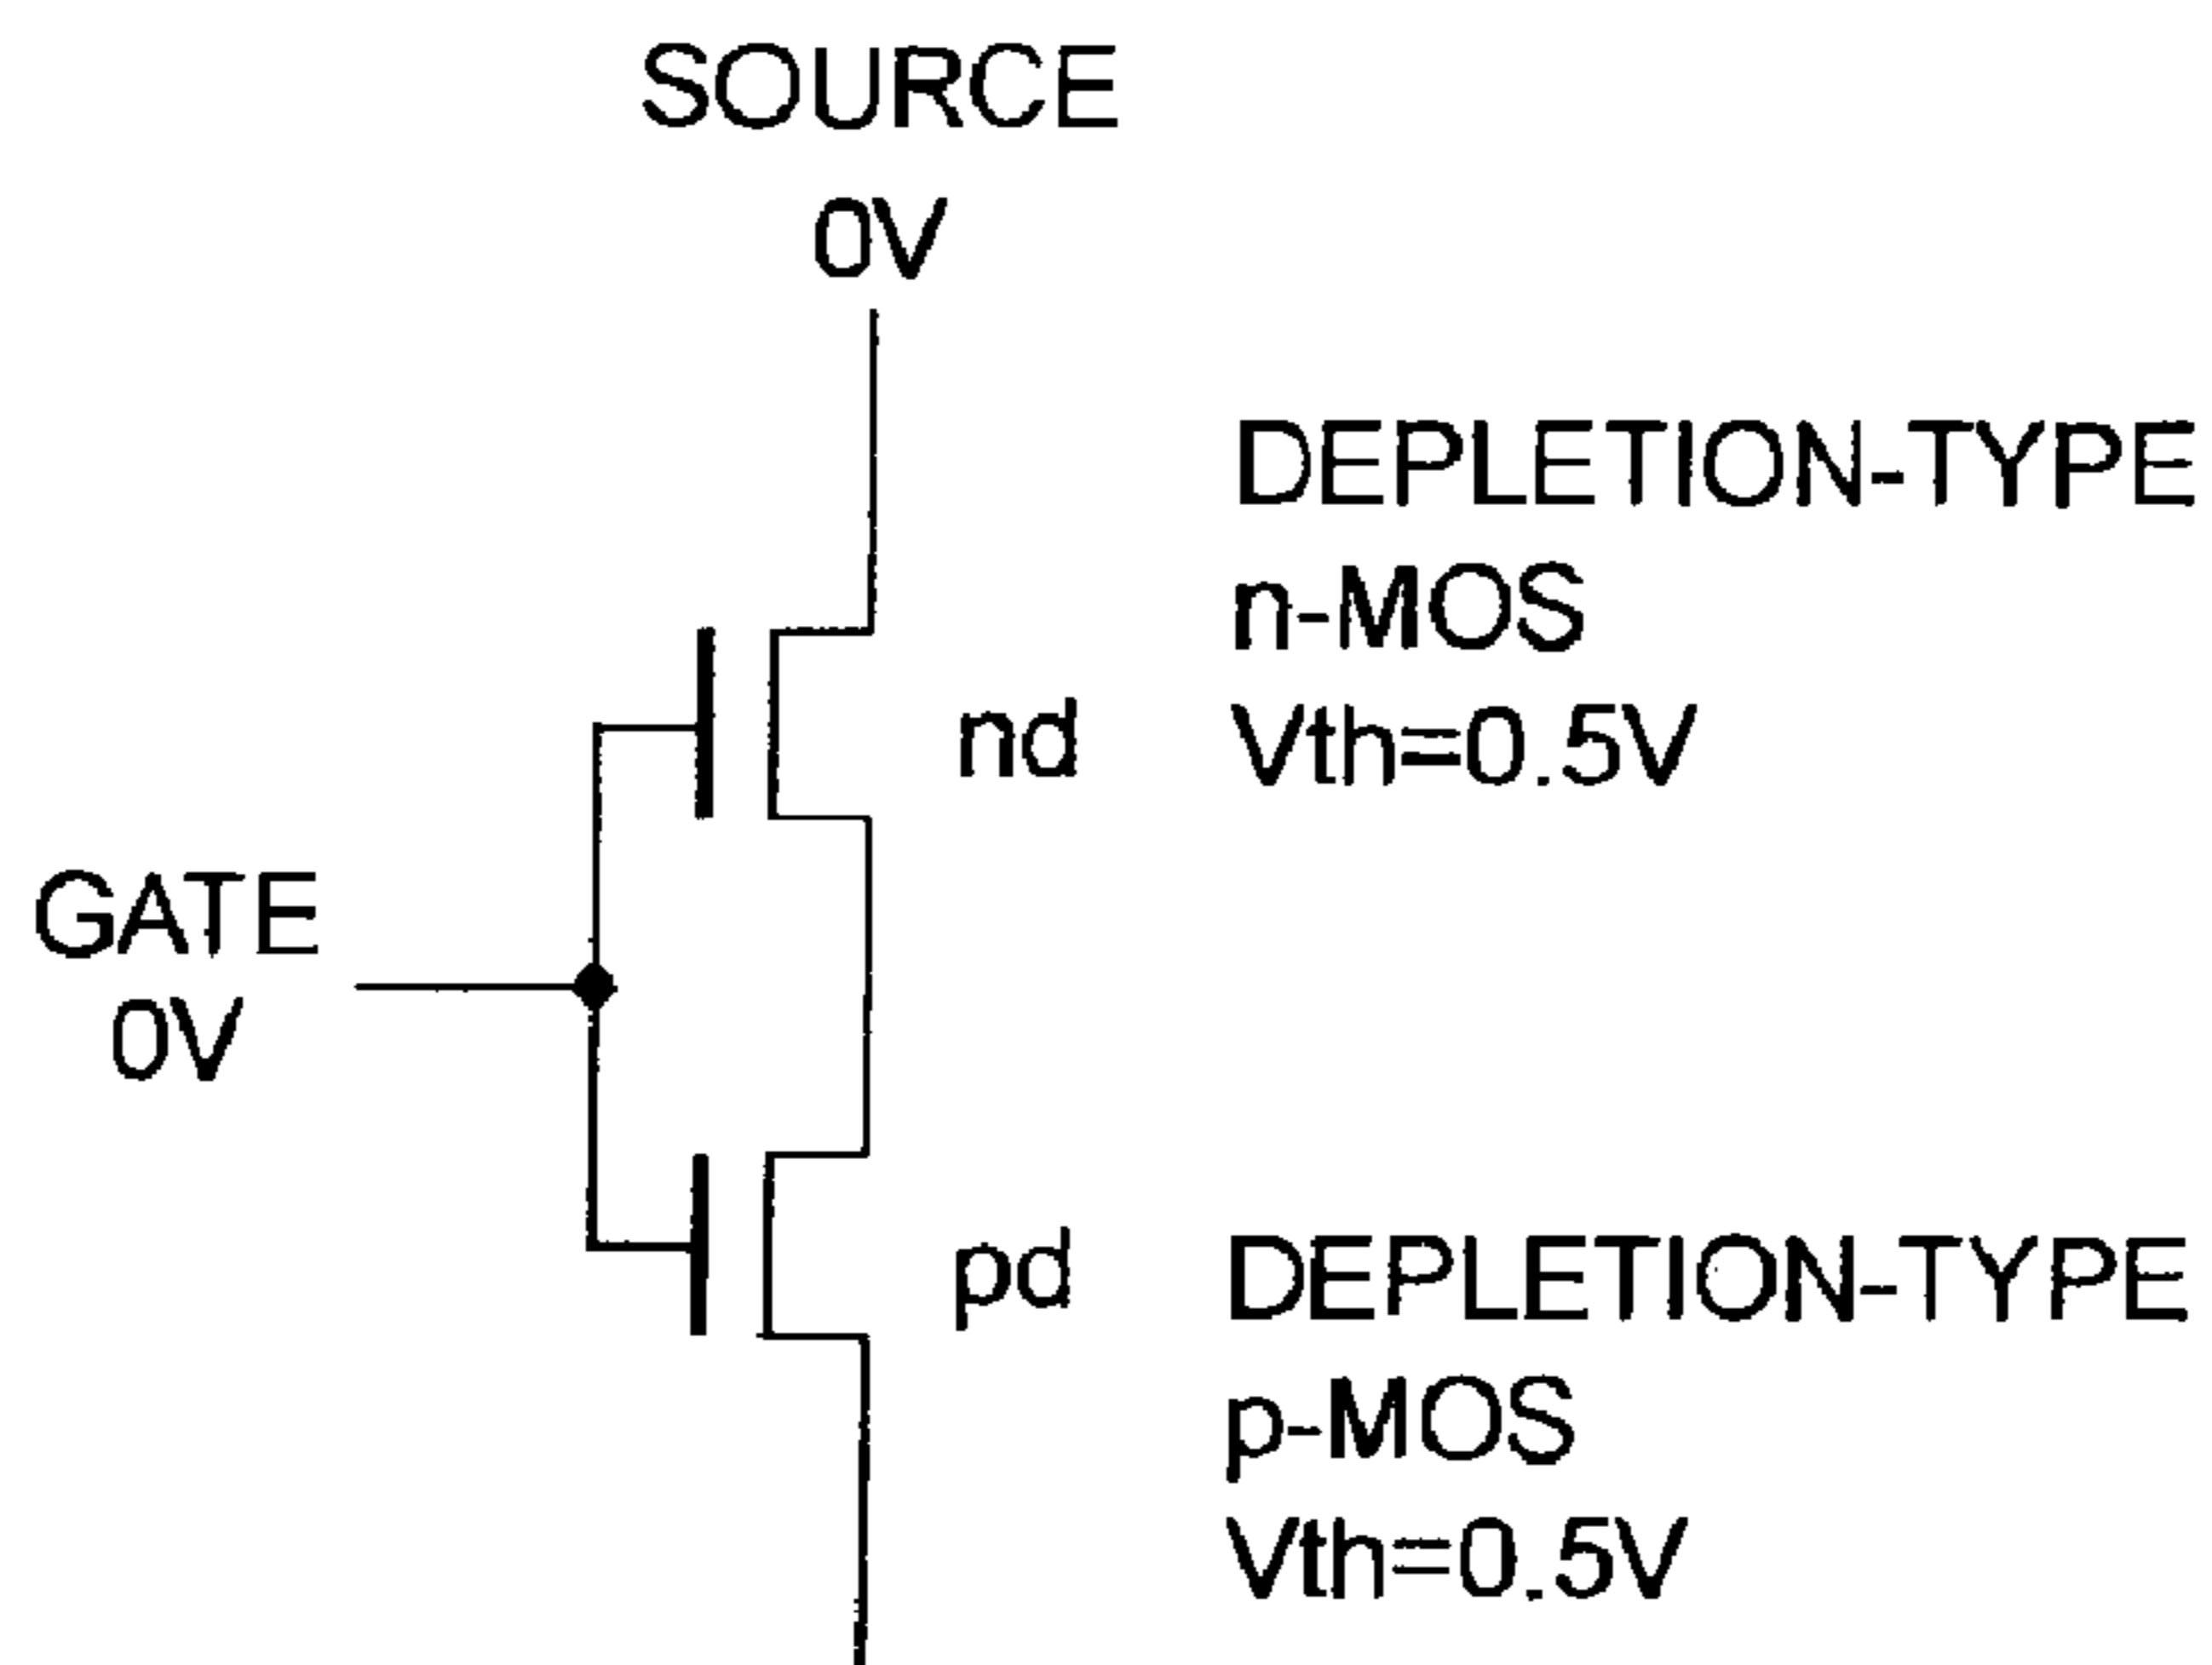 SOURCE
0V
DEPLETION-TYPE
n-MOS
nd
Vth=0.5V
GATE
0V
pd
DEPLETION-TYPE
p-MOS
Vth=0.5V